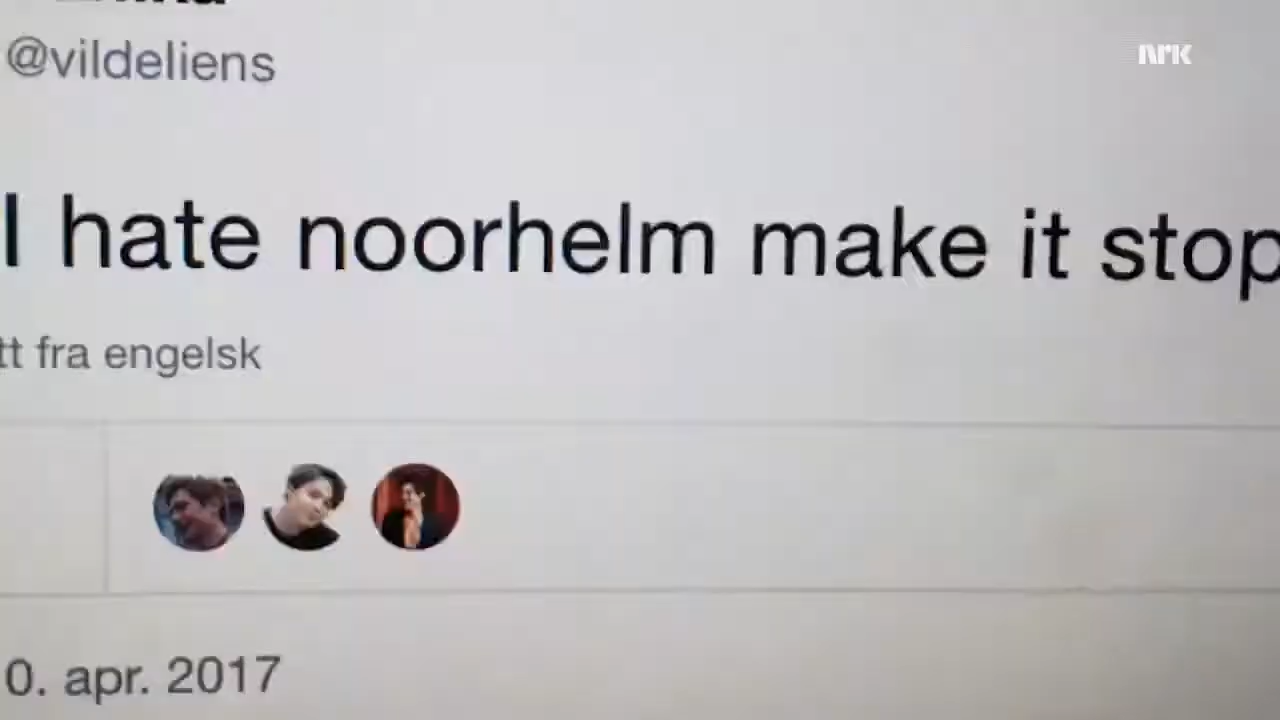 @vildeliens
nrk
I hate noorhelm make it stop
tt fra engelsk
0. apr. 2017